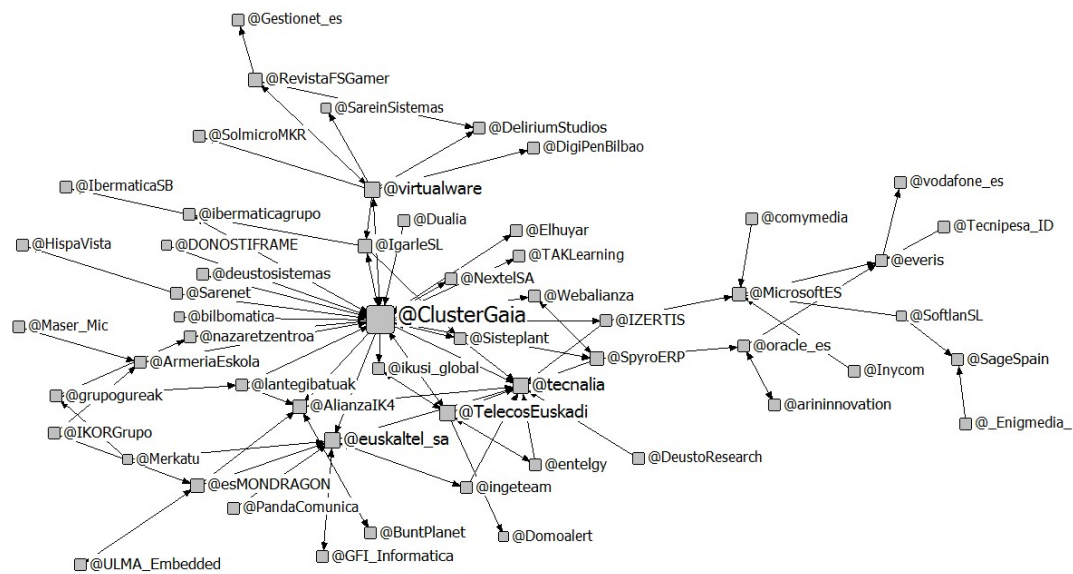 @Gestionet_es
@RevistaFSGamer
@SareinSistemas
@SolmicroMKR
@DeliriumStudios
@DigiPenBilbao
@IbermaticaSB
@virtualware
@vodafone_es
@ibermaticagrupo
@Dualia
@comymedia
@Tecnipesa_ID
@HispaVista
@DONOSTIFRAME
@IgarleSL
@Elhuyar
@deustosistemas
@TAKLearning
@everis
@Sarenet
@NextelSA
@Webalianza
@MicrosoftES
@bilbomatica
@ClusterGaia
@IZERTIS
@SoftlanSL
@Maser_Mic
@nazaretzentroa
@Sisteplant
@oracle_es
@ArmeriaEskola
@SpyroERP
@SageSpain
@ikusi_global
@Inycom
@grupogureak
@lantegibatuak
@tecnalia
@AlianzaIK4
@TelecosEuskadi
@arininnovation
@_Enigmedia_
@IKORGrupo
@euskaltel_sa
@Merkatu
@entelgy
@DeustoResearch
@esMONDRAGON
@ingeteam
@PandaComunica
@BuntPlanet
@Domoalert
@GFI_Informatica
@ULMA_Embedded